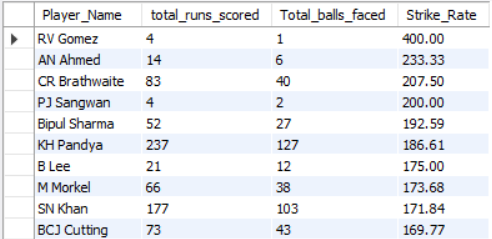 Player_Name total_runs_scored Total_balls_faced Strike_Rate
RV Gomez 4 1 400.00
AN Ahmed 14 6 233.33
CR Brathwaite 83 40 207.50
PJ Sangwan 4 2 200.00
Bipul Sharma 52 27 192.59
KH Pandya 237 127 186.61
B Lee 21 12 175.00
M Morkel 66 38 173.68
SN Khan 177 103 171.84
BCJ Cutting 73 43 169.77